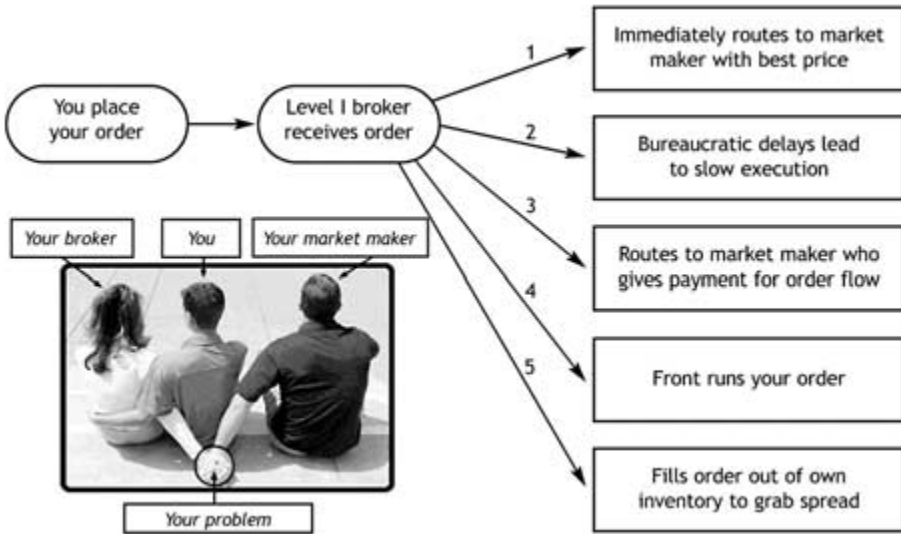 You place
your order
Level I broker
receives order
1
Immediately routes to market
maker with best price
2
Bureaucratic delays lead
to slow execution
3
Routes to market maker who
gives payment for order flow
4
Front runs your order
5
Fills order out of own
inventory to grab spread
Your broker
You
Your market maker
Your problem